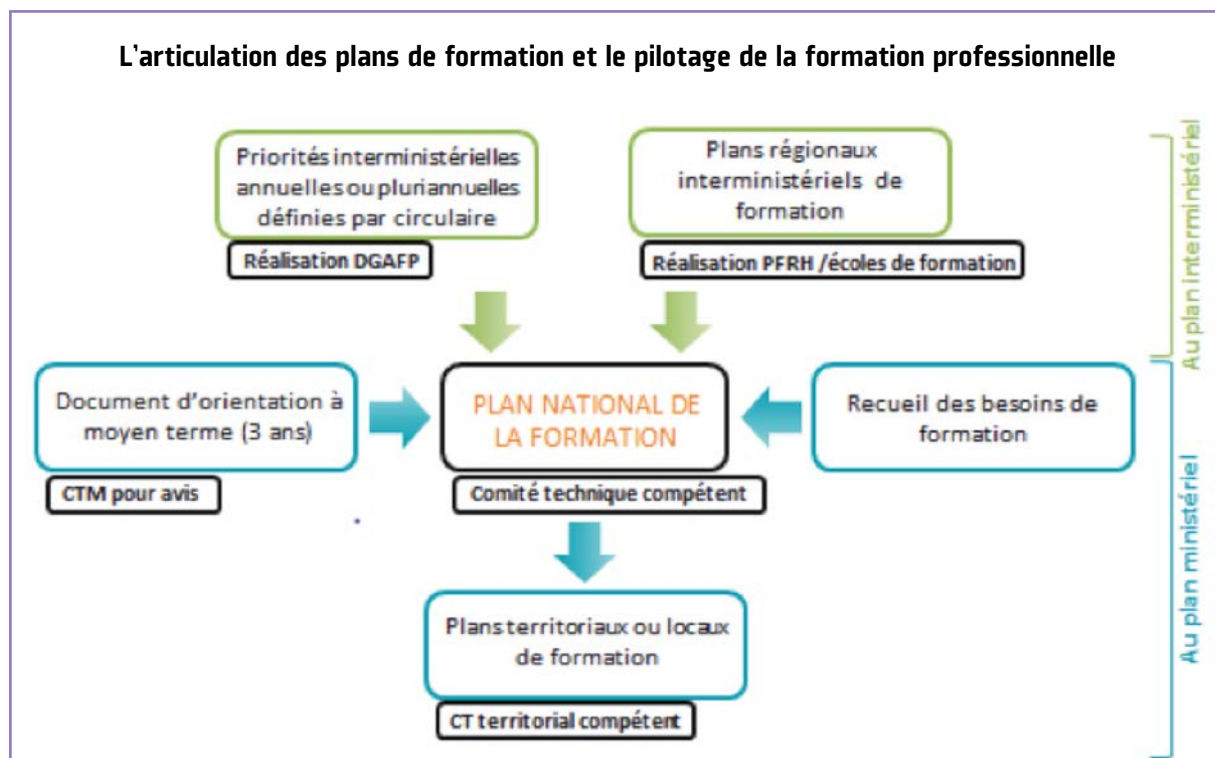 L'articulation des plans de formation et le pilotage de la formation professionnelle
Priorités interministérielles
annuelles ou pluriannuelles
définies par circulaire
Réalisation DGAFP
Plans régionaux
interministériels de
formation
Réalisation PFRH /écoles de formation
Au plan interministériel
Document d'orientation à
moyen terme (3 ans)
CTM pour avis
PLAN NATIONAL DE
LA FORMATION
Comité technique compétent
Recueil des besoins de
formation
Plans territoriaux ou locaux
de formation
CT territorial compétent
Au plan ministériel